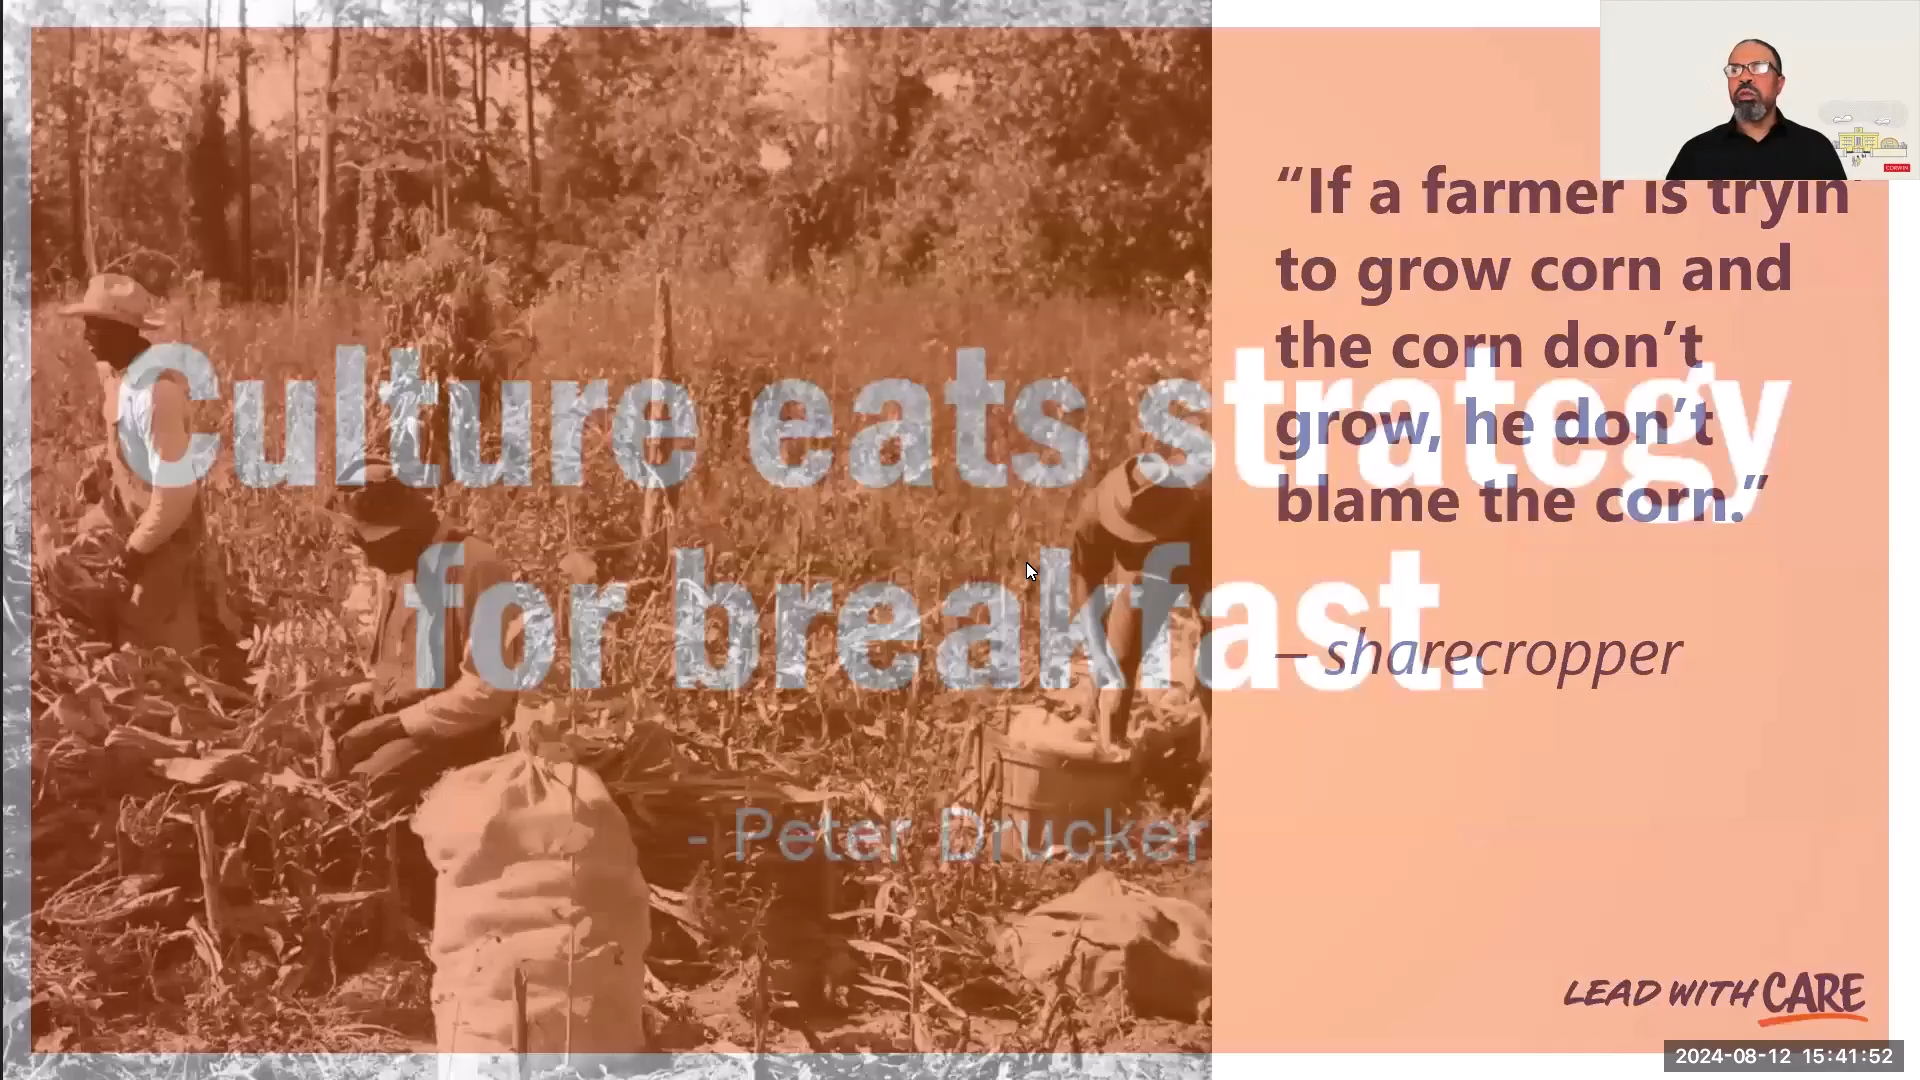 “If a farmer is tryin’
to grow corn and
the corn don’t
grow, he don’t
blame the corn.”
– sharecropper
Culture eats strategy
for breakfast.
- Peter Drucker
CORWIN
LEAD WITH CARE
2024-08-12 15:41:52